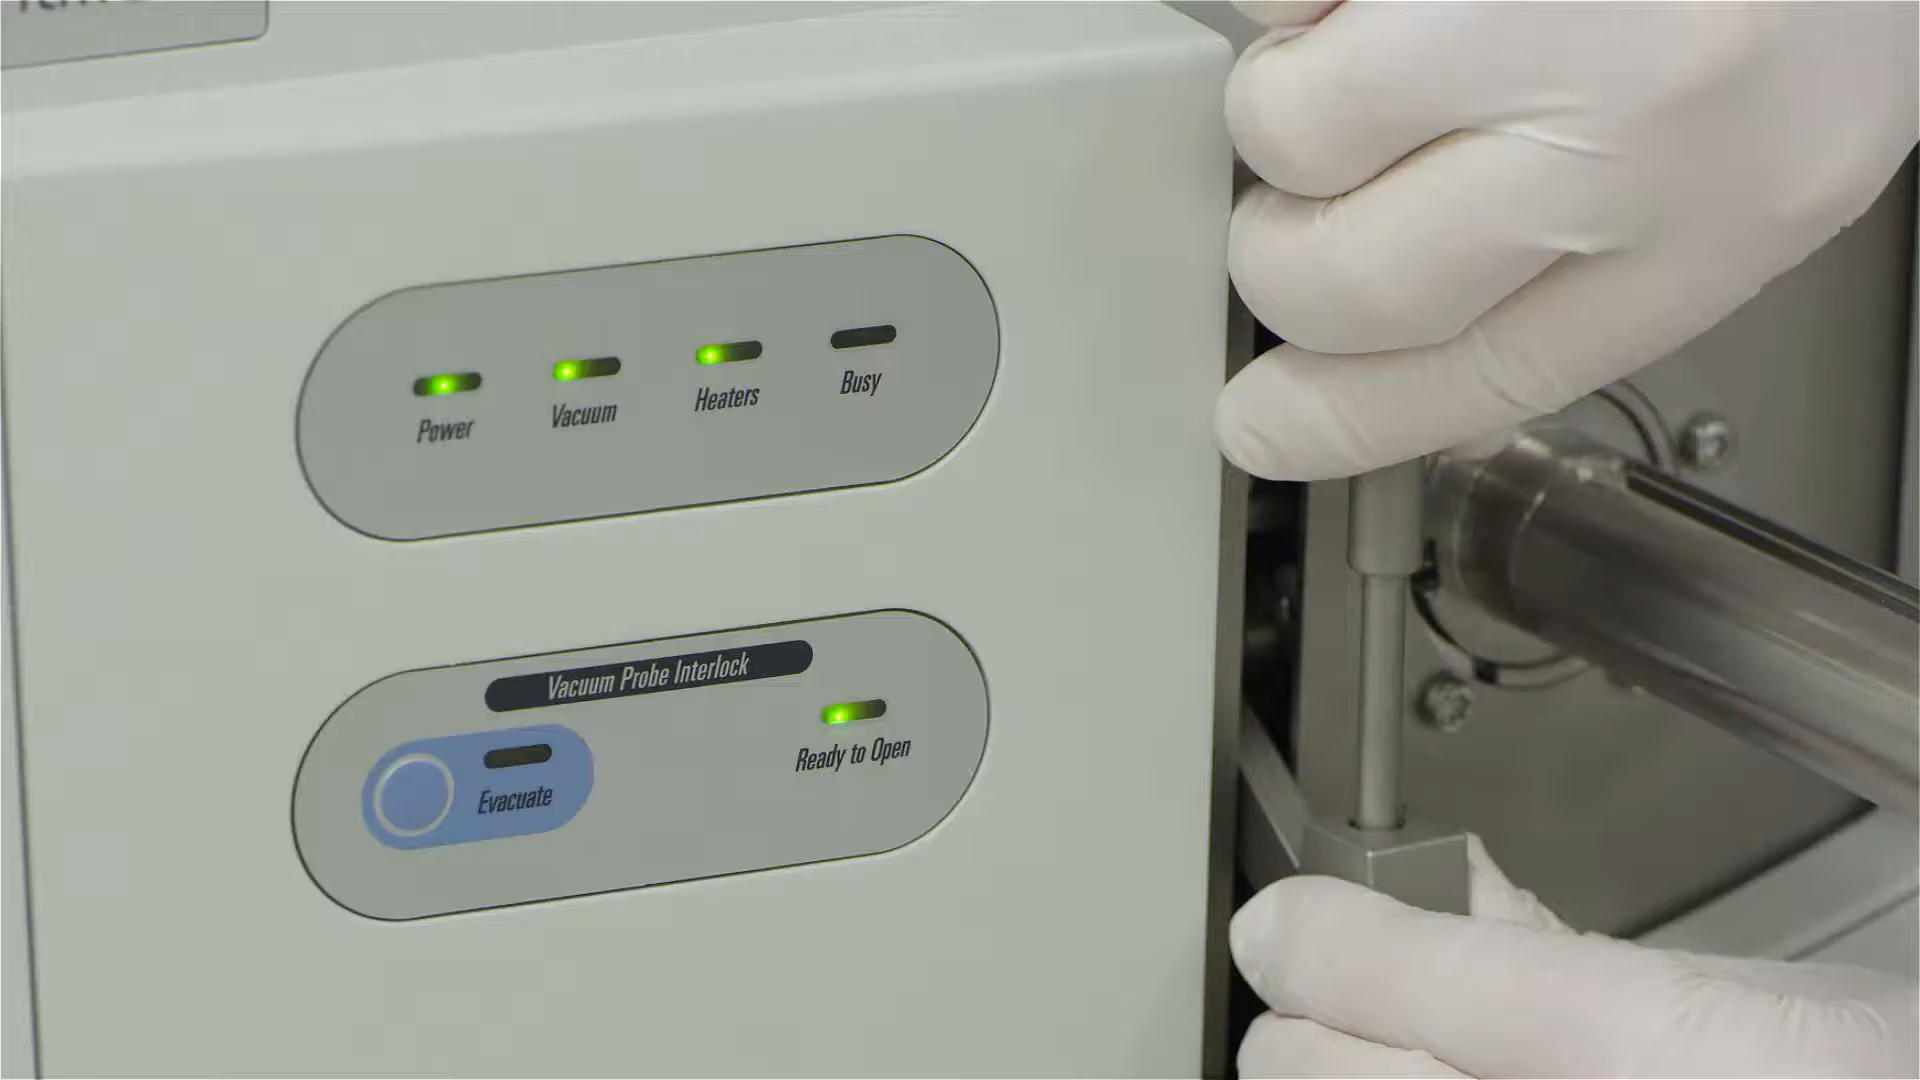 Power Vacuum Heaters Busy
Vacuum Probe Interlock
Evacuate
Ready to Open